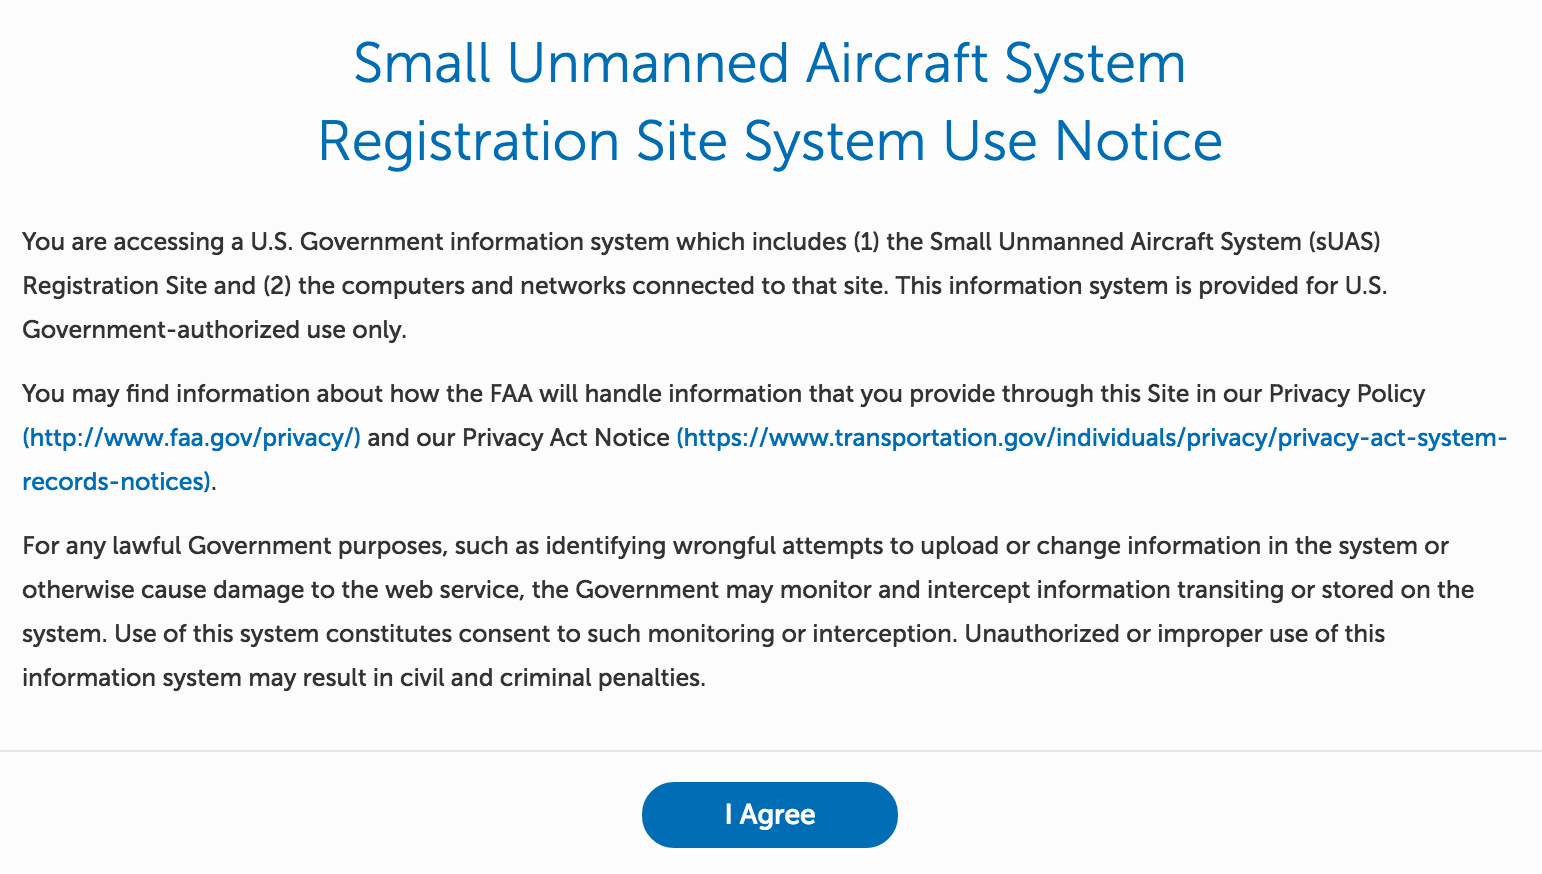 Small Unmanned Aircraft System
Registration Site System Use Notice
You are accessing a U.S. Government information system which includes (1) the Small Unmanned Aircraft System (sUAS)
Registration Site and (2) the computers and networks connected to that site. This information system is provided for U.S.
Government-authorized use only.
You may find information about how the FAA will handle information that you provide through this Site in our Privacy Policy
(http://www.faa.gov/privacy/) and our Privacy Act Notice (https://www.transportation.gov/individuals/privacy/privacy-act-system-
records-notices).
For any lawful Government purposes, such as identifying wrongful attempts to upload or change information in the system or
otherwise cause damage to the web service, the Government may monitor and intercept information transiting or stored on the
system. Use of this system constitutes consent to such monitoring or interception. Unauthorized or improper use of this
information system may result in civil and criminal penalties.
I Agree